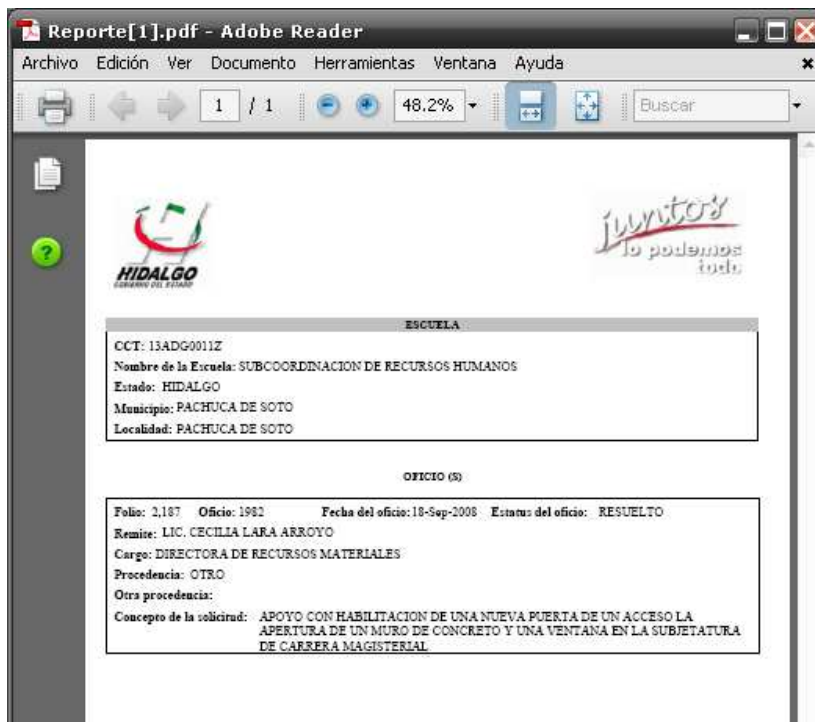 Reporte[1].pdf - Adobe Reader
Archivo Edición Ver Documento Herramientas Ventana Ayuda
1 / 1 48.2% Buscar
HIDALGO
GOBIERNO DEL ESTADO
juntos
lo podemos
todo
ESCUELA
CCT: 13ADG0011Z
Nombre de la Escuela: SUBCOORDINACION DE RECURSOS HUMANOS
Estado: HIDALGO
Municipio: PACHUCA DE SOTO
Localidad: PACHUCA DE SOTO
OFICIO (S)
Folio: 2,187 Oficio: 1982 Fecha del oficio: 18-Sep-2008 Estatus del oficio: RESUELTO
Remite: LIC. CECILIA LARA ARROYO
Cargo: DIRECTORA DE RECURSOS MATERIALES
Procedencia: OTRO
Otra procedencia:
Concepto de la solicitud: APOYO CON HABILITACION DE UNA NUEVA PUERTA DE UN ACCESO LA
APERTURA DE UN MURO DE CONCRETO Y UNA VENTANA EN LA SUBJETATURA
DE CARRERA MAGISTERIAL